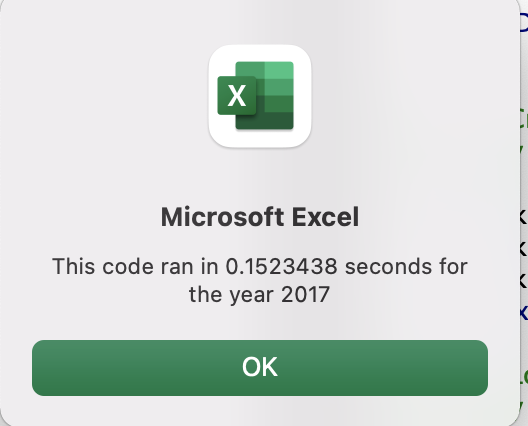 X
Microsoft Excel
This code ran in 0.1523438 seconds for
the year 2017
OK